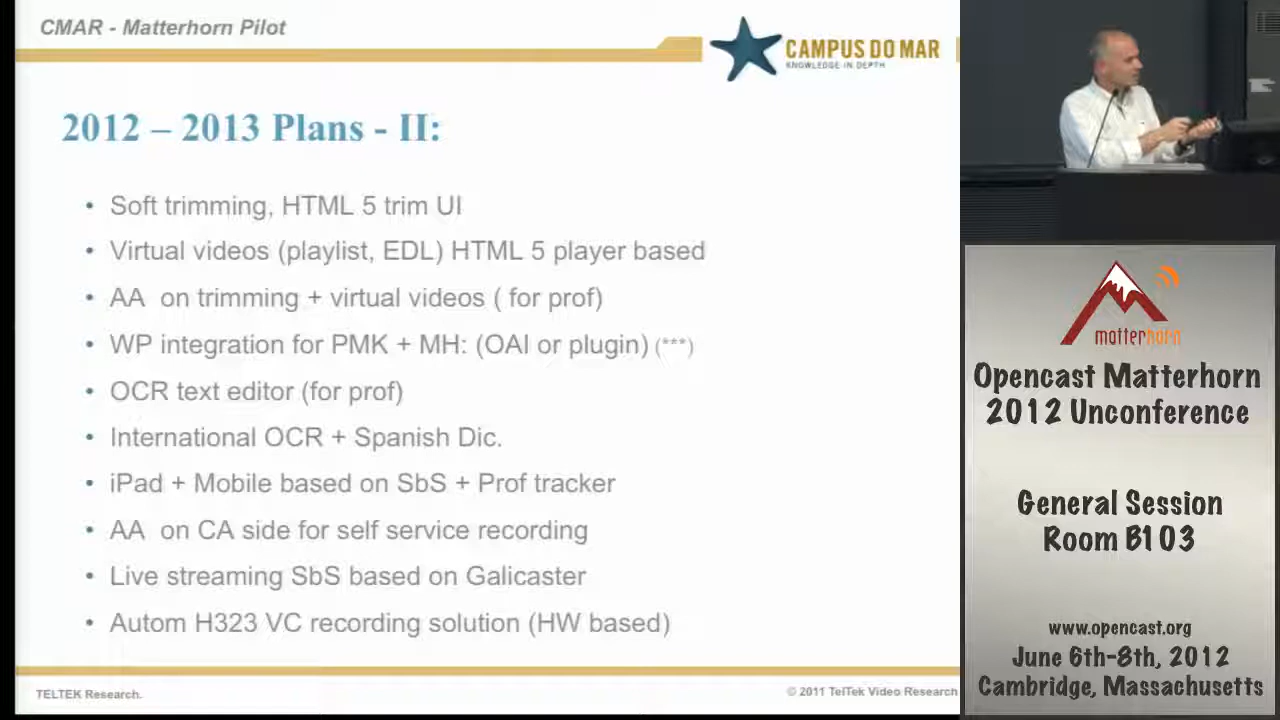 CMAR - Matterhorn Pilot
CAMPUS DO MAR
KNOWLEDGE IN DEPTH
2012 – 2013 Plans - II:
• Soft trimming, HTML 5 trim UI
• Virtual videos (playlist, EDL) HTML 5 player based
• AA on trimming + virtual videos ( for prof)
• WP integration for PMK + MH: (OAI or plugin) (***)
• OCR text editor (for prof)
• International OCR + Spanish Dic.
• iPad + Mobile based on SbS + Prof tracker
• AA on CA side for self service recording
• Live streaming SbS based on Galicaster
• Autom H323 VC recording solution (HW based)
TELTEK Research.
© 2011 TelTek Video Research
matterhorn
Opencast Matterhorn
2012 Unconference
General Session
Room B103
www.opencast.org
June 6th-8th, 2012
Cambridge, Massachusetts